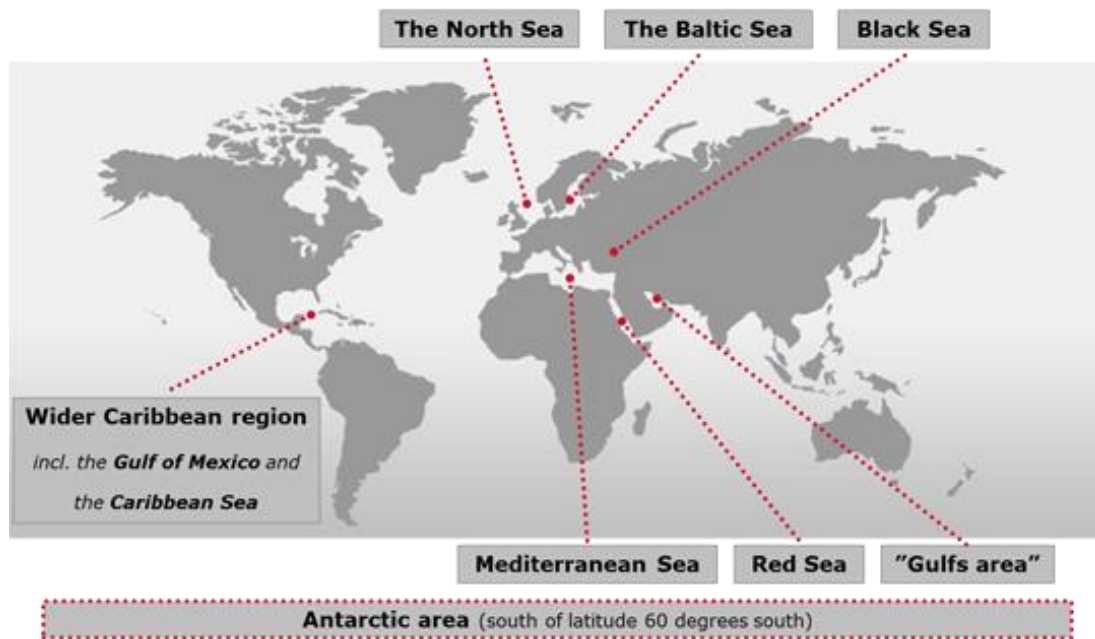 The North Sea
The Baltic Sea
Black Sea
Wider Caribbean region
incl. the Gulf of Mexico and
the Caribbean Sea
Mediterranean Sea
Red Sea
”Gulfs area”
Antarctic area (south of latitude 60 degrees south)